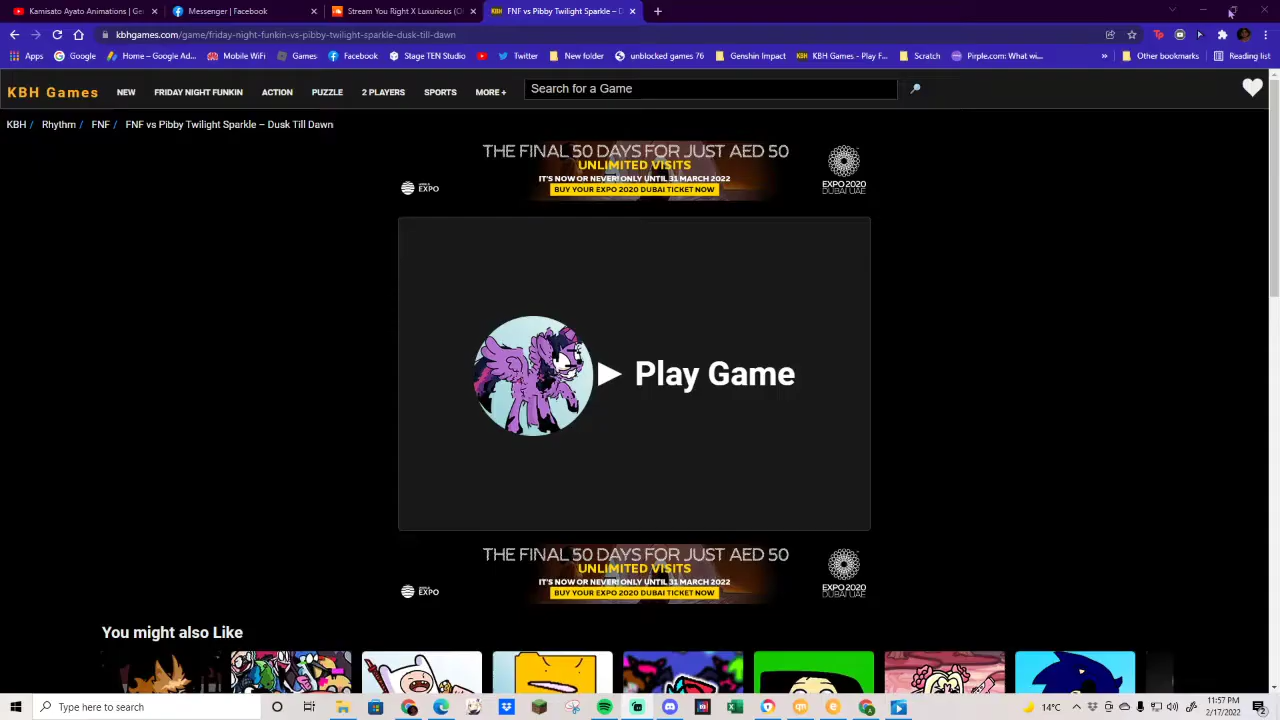 Kamisato Ayato Animations | Ge
Messenger | Facebook
Stream You Right X Luxurious (O
FNF vs Pibby Twilight Sparkle – D
kbhgames.com/game/friday-night-funkin-vs-pibby-twilight-sparkle-dusk-till-dawn
Apps
Google
Home – Google Ad...
Mobile WiFi
Games
Facebook
Stage TEN Studio
Twitter
New folder
unblocked games 76
Genshin Impact
KBH Games - Play F...
Scratch
Pirple.com: What wi...
»
Other bookmarks
Reading list
KBH Games
NEW
FRIDAY NIGHT FUNKIN
ACTION
PUZZLE
2 PLAYERS
SPORTS
MORE +
Search for a Game
KBH / Rhythm / FNF / FNF vs Pibby Twilight Sparkle – Dusk Till Dawn
THE FINAL 50 DAYS FOR JUST AED 50
UNLIMITED VISITS
IT'S NOW OR NEVER! ONLY UNTIL 31 MARCH 2022
BUY YOUR EXPO 2020 DUBAI TICKET NOW
EXPO
EXPO 2020
DUBAI UAE
Play Game
THE FINAL 50 DAYS FOR JUST AED 50
UNLIMITED VISITS
IT'S NOW OR NEVER! ONLY UNTIL 31 MARCH 2022
BUY YOUR EXPO 2020 DUBAI TICKET NOW
EXPO
EXPO 2020
DUBAI UAE
You might also Like
Type here to search
14°C
11:57 PM
2/17/2022